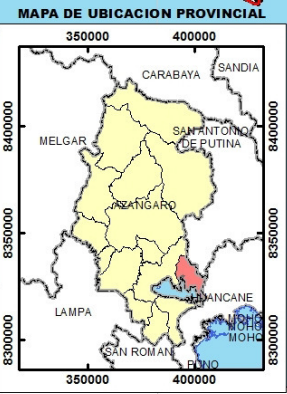 MAPA DE UBICACION PROVINCIAL
350000 400000
SANDIA
CARABAYA
8400000 8400000
SAN ANTONIO
MELGAR
DE PUTINA
AZANGARO
8350000 8350000
HUANCANE
LAMPA
MOHO
MOHO
MOHO
8300000 8300000
SAN ROMAN
PUNO
350000 400000